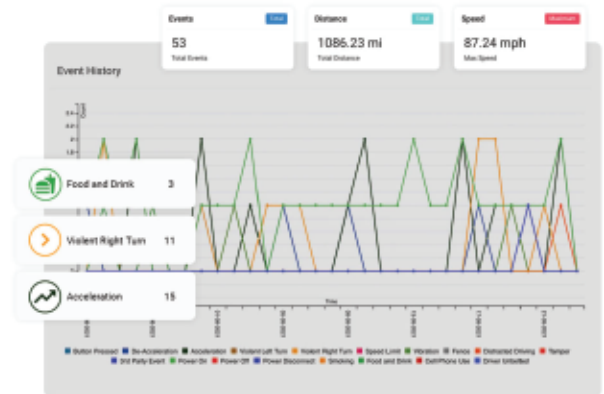 Events Total
53
Total Events
Distance Total
1086.23 mi
Total Distance
Speed Maximum
87.24 mph
Max Speed
Event History
Count
Food and Drink 3
Violent Right Turn 11
Acceleration 15
Time
Button Pressed De-Acceleration Acceleration Violent Left Turn Violent Right Turn Speed Limit Vibration Fence Distracted Driving Tamper
3rd Party Event Power On Power Off Power Disconnect Smoking Food and Drink Cell Phone Use Driver Unbelted